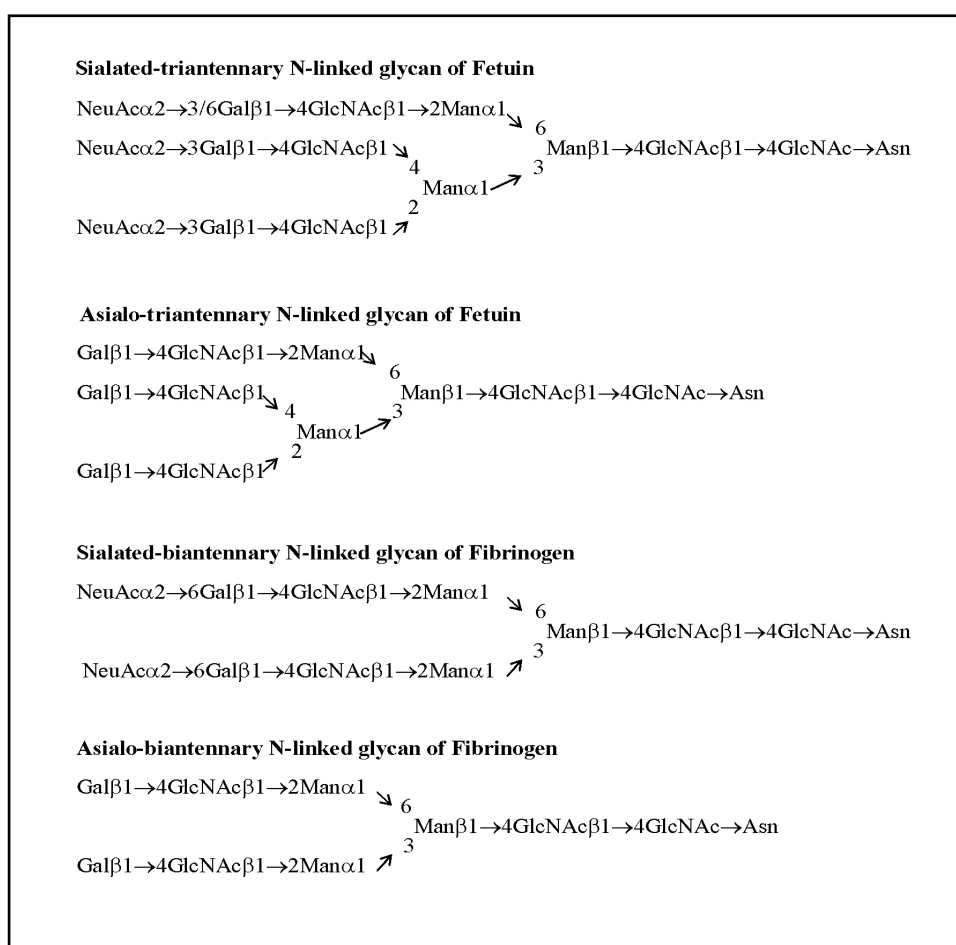 Sialated-triantennary N-linked glycan of Fetuin
NeuAcα2→3/6Galβ1→4GlcNAcβ1→2Manα1↘
6
NeuAcα2→3Galβ1→4GlcNAcβ1↘ Manβ1→4GlcNAcβ1→4GlcNAc→Asn
4 3
Manα1↗
2
NeuAcα2→3Galβ1→4GlcNAcβ1↗
Asialo-triantennary N-linked glycan of Fetuin
Galβ1→4GlcNAcβ1→2Manα1↘
6
Galβ1→4GlcNAcβ1↘ Manβ1→4GlcNAcβ1→4GlcNAc→Asn
4 3
Manα1↗
2
Galβ1→4GlcNAcβ1↗
Sialated-biantennary N-linked glycan of Fibrinogen
NeuAcα2→6Galβ1→4GlcNAcβ1→2Manα1 ↘
6
Manβ1→4GlcNAcβ1→4GlcNAc→Asn
3
NeuAcα2→6Galβ1→4GlcNAcβ1→2Manα1 ↗
Asialo-biantennary N-linked glycan of Fibrinogen
Galβ1→4GlcNAcβ1→2Manα1 ↘
6
Manβ1→4GlcNAcβ1→4GlcNAc→Asn
3
Galβ1→4GlcNAcβ1→2Manα1 ↗